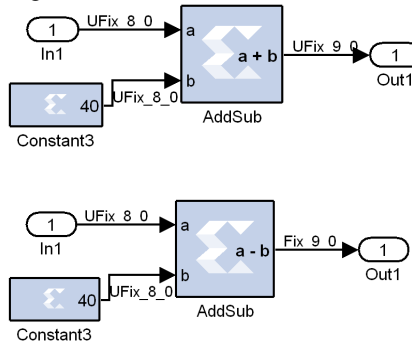 UFix_8_0
1
In1
a
a + b
b
UFix_9_0
1
Out1
40
UFix_8_0
Constant3
AddSub
UFix_8_0
1
In1
a
a - b
b
Fix_9_0
1
Out1
40
UFix_8_0
Constant3
AddSub